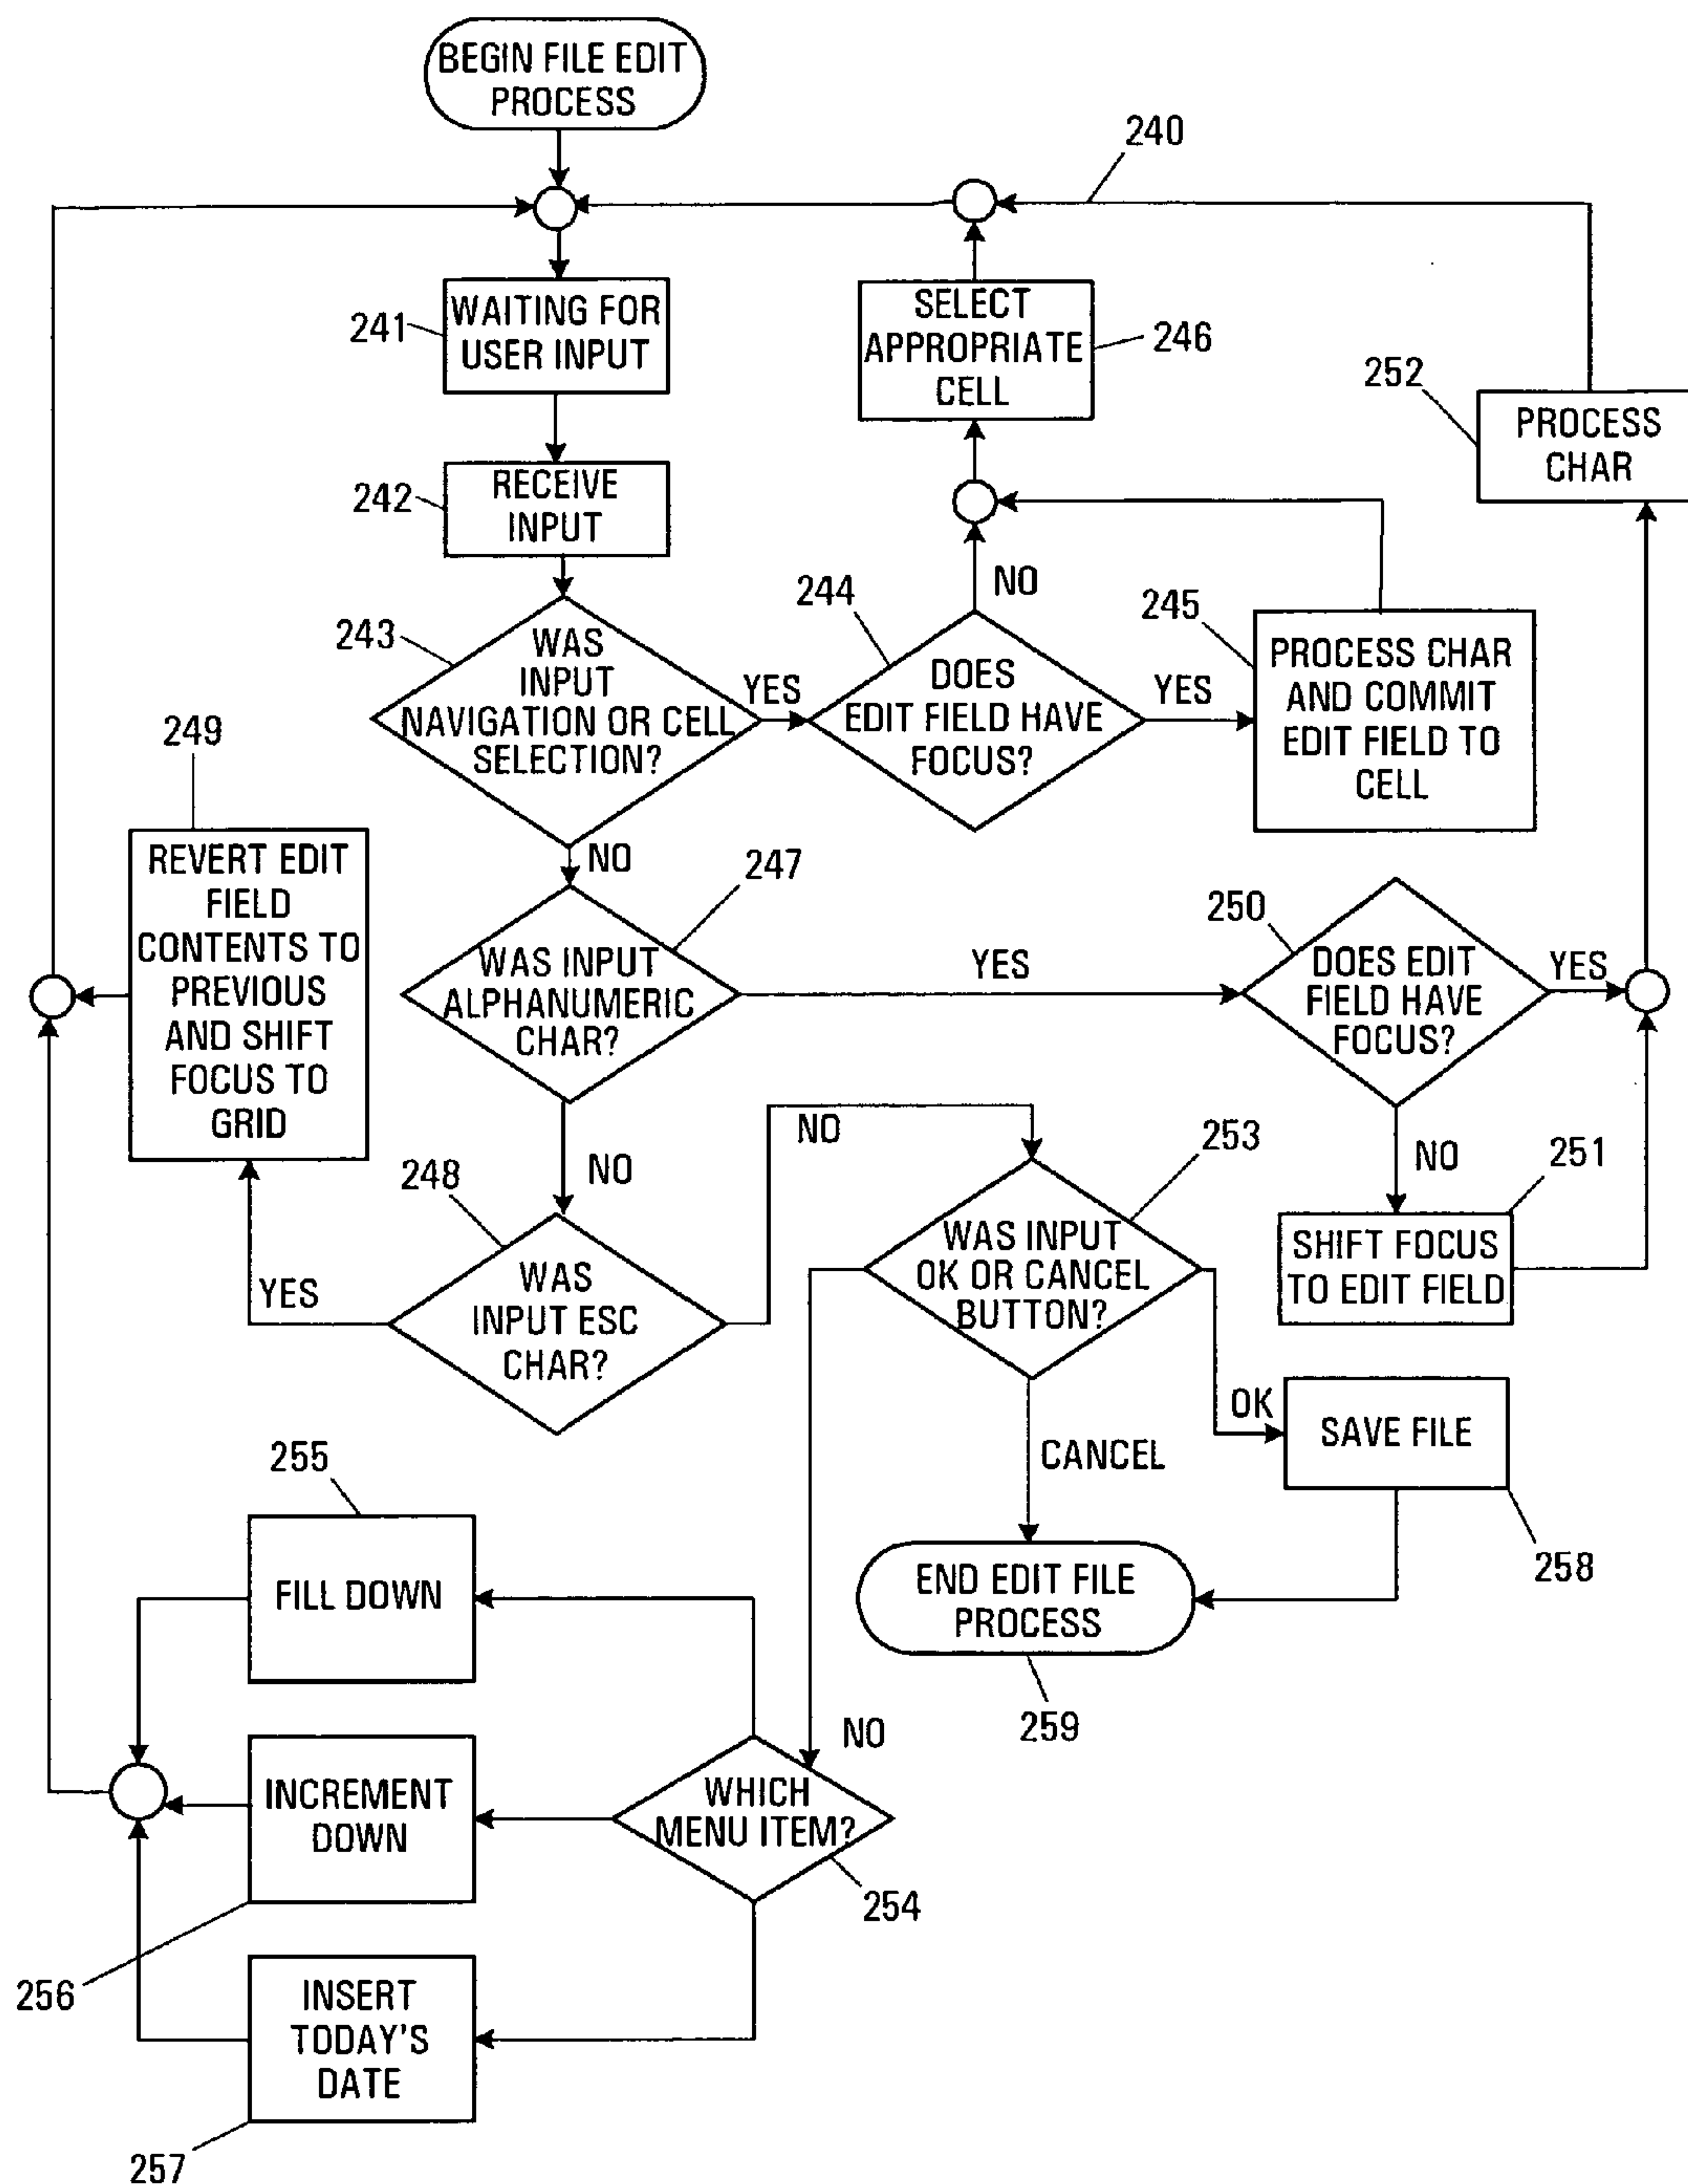 BEGIN FILE EDIT
PROCESS
240
WAITING FOR
USER INPUT
241
SELECT
APPROPRIATE
CELL
246
252
PROCESS
CHAR
RECEIVE
INPUT
242
NO
244
245
243
WAS
INPUT
NAVIGATION OR CELL
SELECTION?
YES
DOES
EDIT FIELD HAVE
FOCUS?
YES
PROCESS CHAR
AND COMMIT
EDIT FIELD TO
CELL
249
REVERT EDIT
FIELD
CONTENTS TO
PREVIOUS
AND SHIFT
FOCUS TO
GRID
NO
247
WAS INPUT
ALPHANUMERIC
CHAR?
YES
250
DOES EDIT
FIELD HAVE
FOCUS?
YES
NO
248
NO
253
NO
251
SHIFT FOCUS
TO EDIT FIELD
YES
WAS
INPUT ESC
CHAR?
WAS INPUT
OK OR CANCEL
BUTTON?
OK
SAVE FILE
258
CANCEL
255
FILL DOWN
END EDIT FILE
PROCESS
259
NO
INCREMENT
DOWN
WHICH
MENU ITEM?
254
256
INSERT
TODAY'S
DATE
257